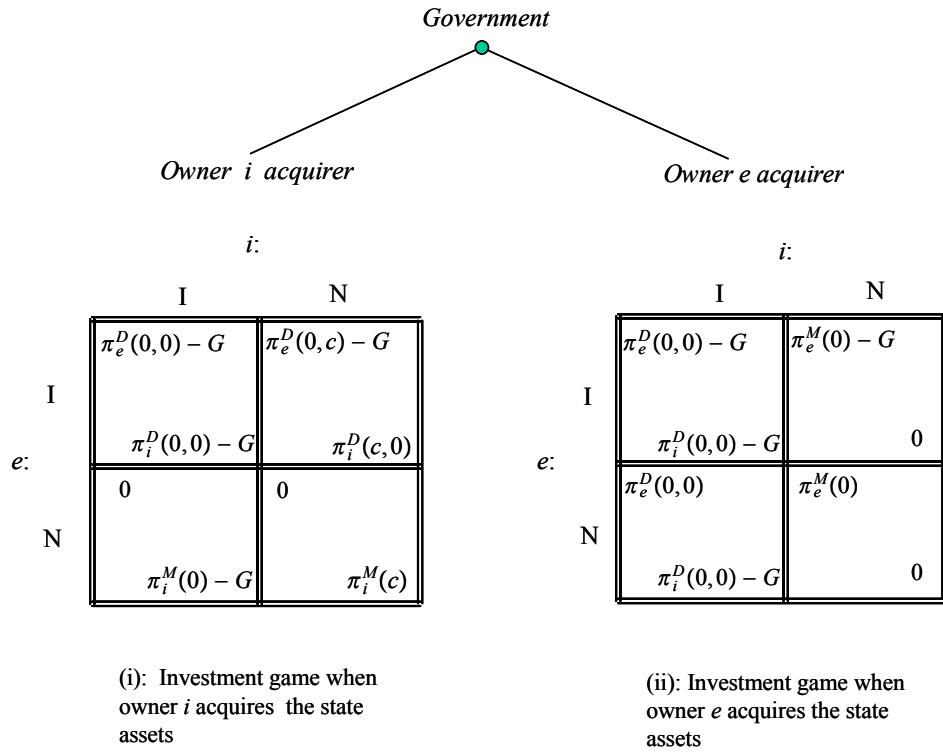 Government
Owner i acquirer
Owner e acquirer
i:
i:
I N
I N
π_e^D(0,0) − G π_e^D(0,c) − G
π_e^D(0,0) − G π_e^M(0) − G
I
I
π_i^D(0,0) − G π_i^D(c,0)
π_i^D(0,0) − G 0
e:
e:
0 0
π_e^D(0,0) π_e^M(0)
N
N
π_i^M(0) − G π_i^M(c)
π_i^D(0,0) − G 0
(i): Investment game when
owner i acquires the state
assets
(ii): Investment game when
owner e acquires the state
assets